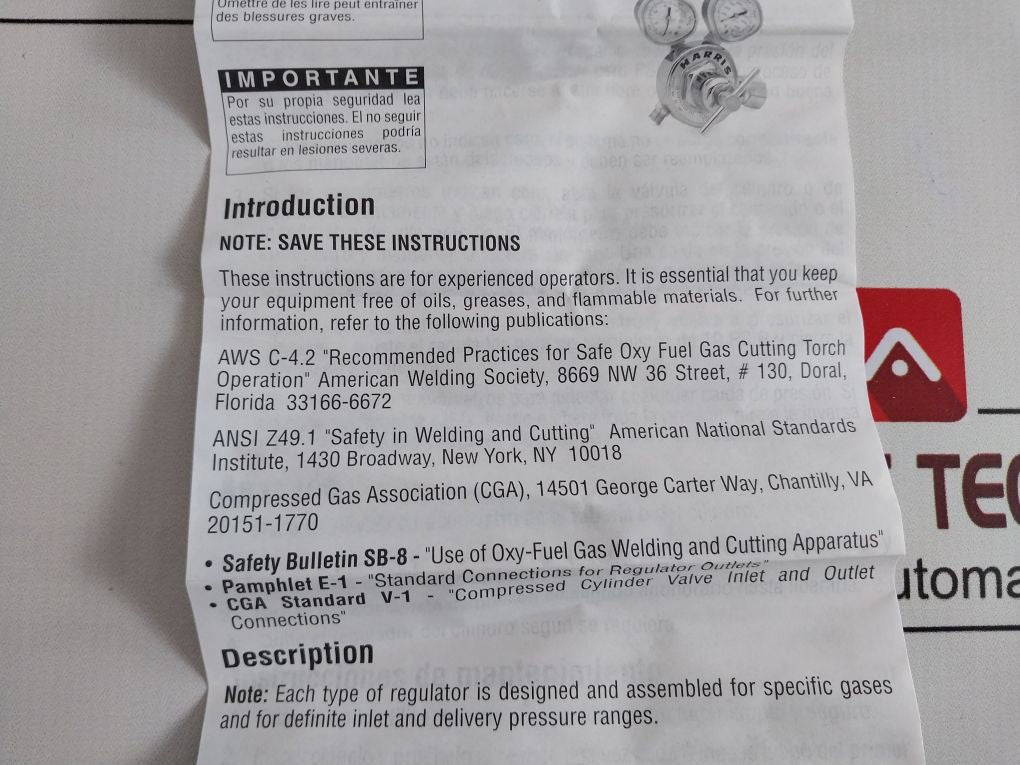 Omettre de les lire peut entraîner
des blessures graves.
IMPORTANTE
Por su propia seguridad lea
estas instrucciones. El no seguir
estas instrucciones podría
resultar en lesiones severas.
HARRIS
Introduction
NOTE: SAVE THESE INSTRUCTIONS
These instructions are for experienced operators. It is essential that you keep
your equipment free of oils, greases, and flammable materials. For further
information, refer to the following publications:
AWS C-4.2 "Recommended Practices for Safe Oxy Fuel Gas Cutting Torch
Operation" American Welding Society, 8669 NW 36 Street, # 130, Doral,
Florida 33166-6672
ANSI Z49.1 "Safety in Welding and Cutting" American National Standards
Institute, 1430 Broadway, New York, NY 10018
Compressed Gas Association (CGA), 14501 George Carter Way, Chantilly, VA
20151-1770
• Safety Bulletin SB-8 - "Use of Oxy-Fuel Gas Welding and Cutting Apparatus"
• Pamphlet E-1 - "Standard Connections for Regulator Outlets"
• CGA Standard V-1 - "Compressed Cylinder Valve Inlet and Outlet
Connections"
Description
Note: Each type of regulator is designed and assembled for specific gases
and for definite inlet and delivery pressure ranges.
TEC
utoma